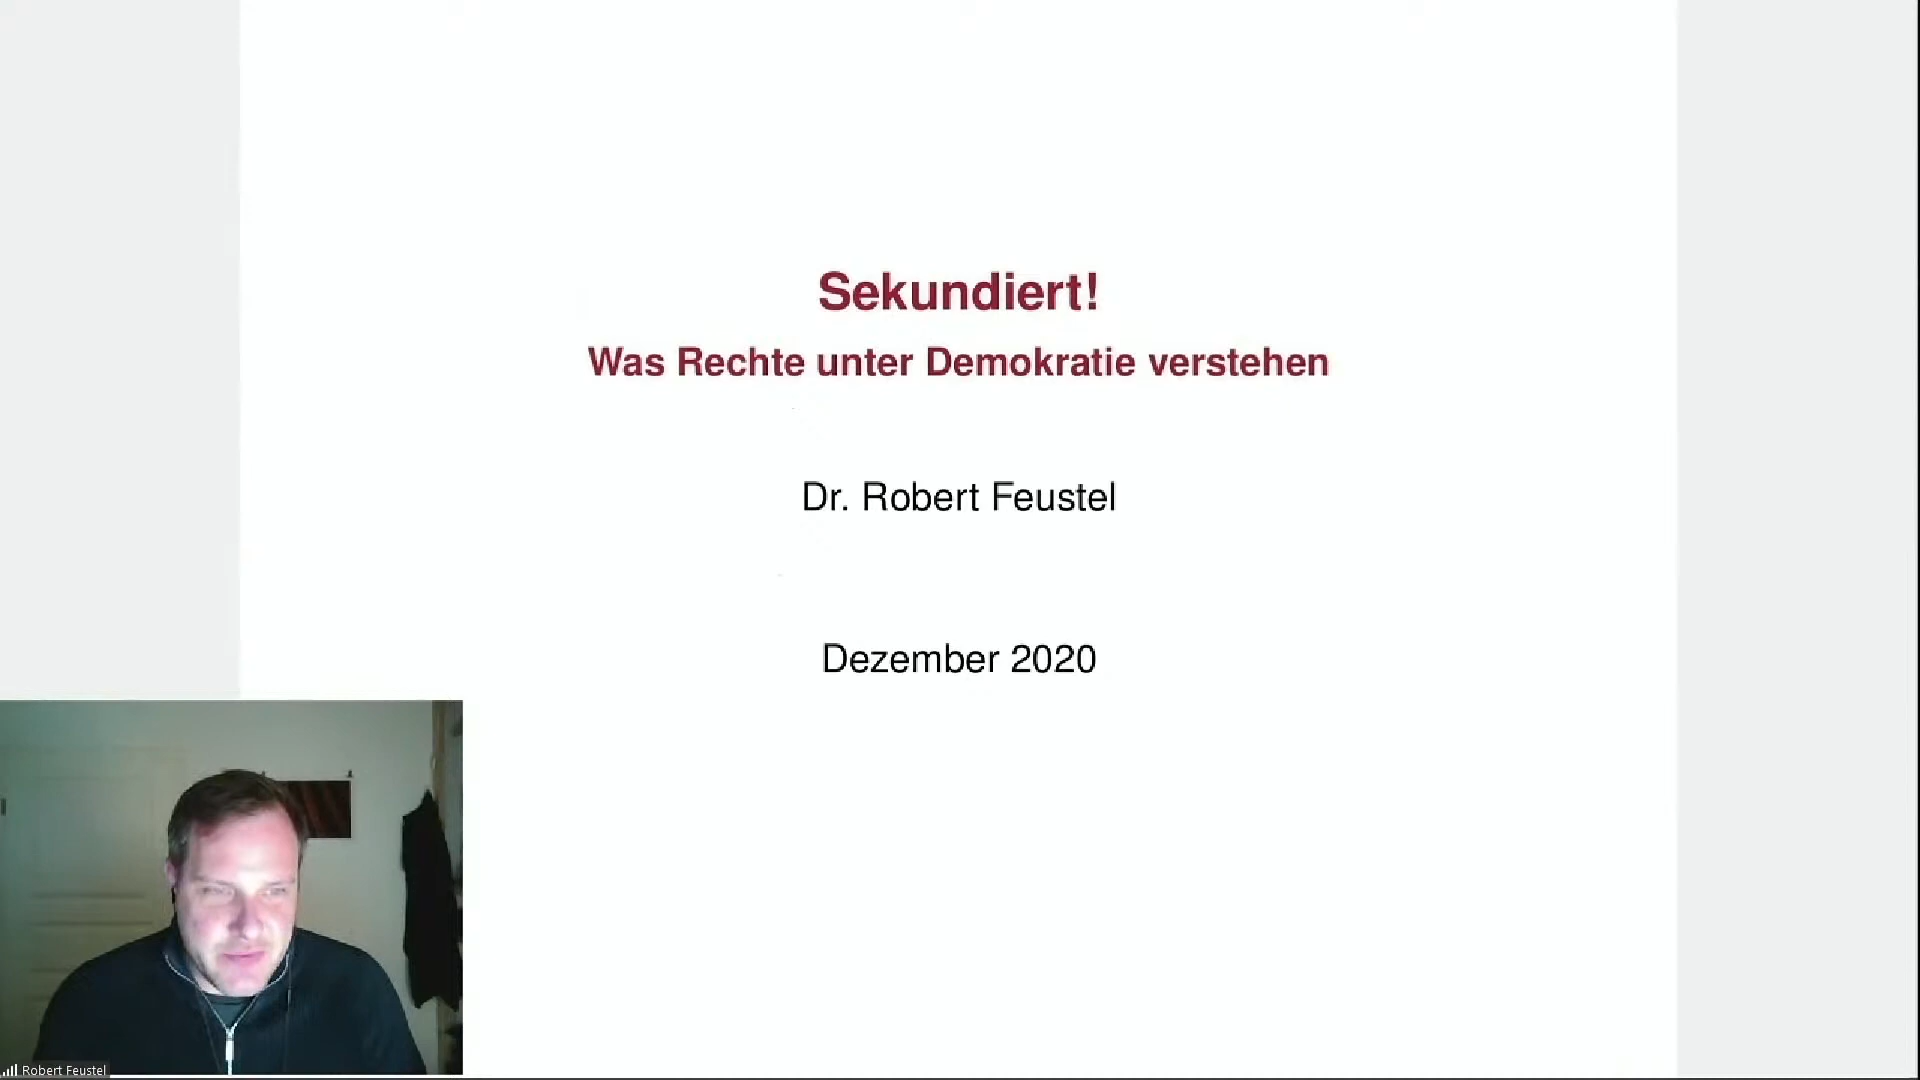 Sekundiert!
Was Rechte unter Demokratie verstehen
Dr. Robert Feustel
Dezember 2020
Robert Feustel